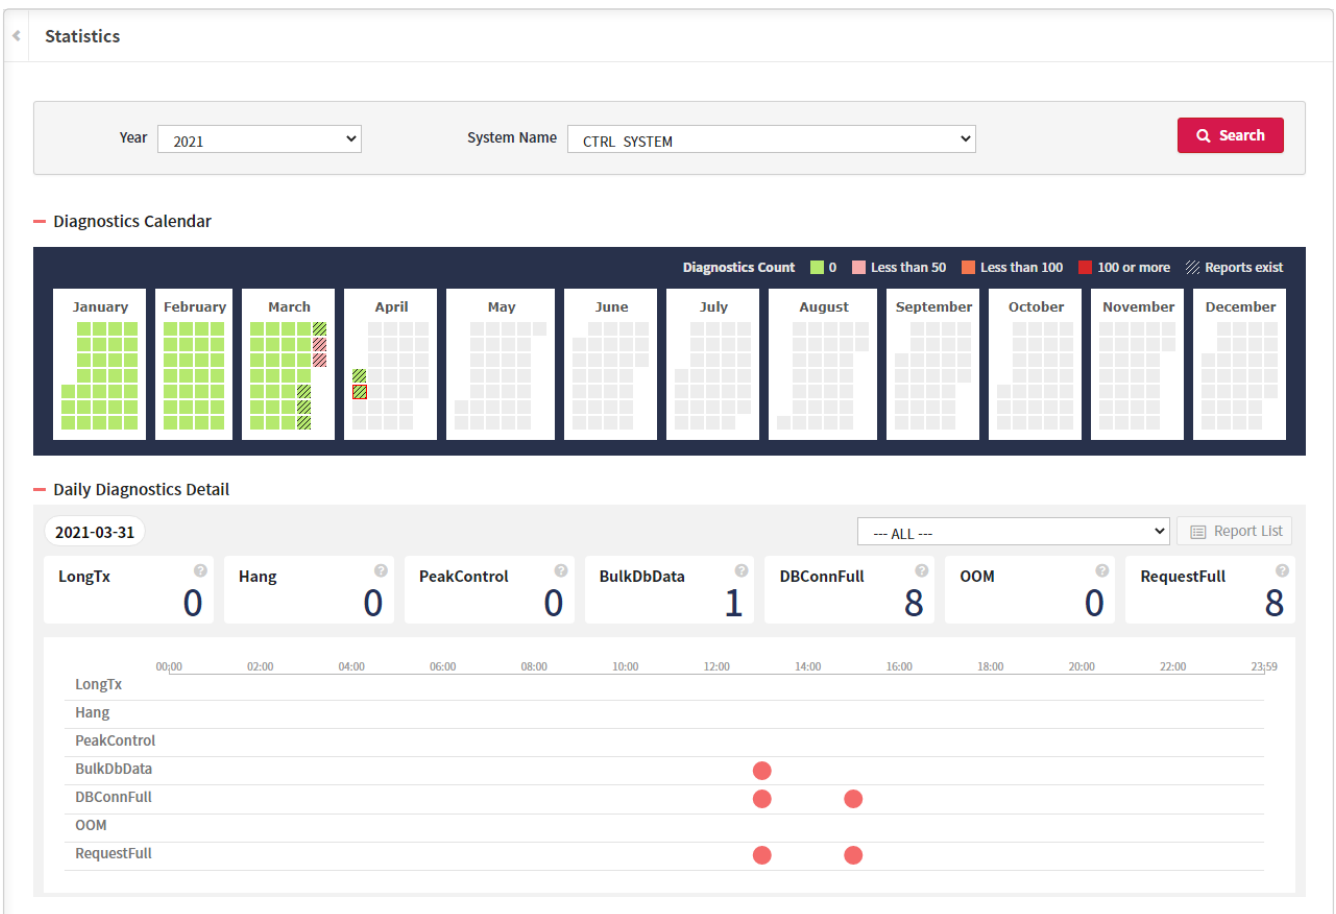 Statistics
Year 2021 System Name CTRL SYSTEM Search
Diagnostics Calendar
Diagnostics Count 0 Less than 50 Less than 100 100 or more Reports exist
January February March April May June July August September October November December
Daily Diagnostics Detail
2021-03-31 --- ALL --- Report List
LongTx ? Hang ? PeakControl ? BulkDbData ? DBConnFull ? OOM ? RequestFull ?
0 0 0 1 8 0 8
00:00 02:00 04:00 06:00 08:00 10:00 12:00 14:00 16:00 18:00 20:00 22:00 23:59
LongTx
Hang
PeakControl
BulkDbData
DBConnFull
OOM
RequestFull